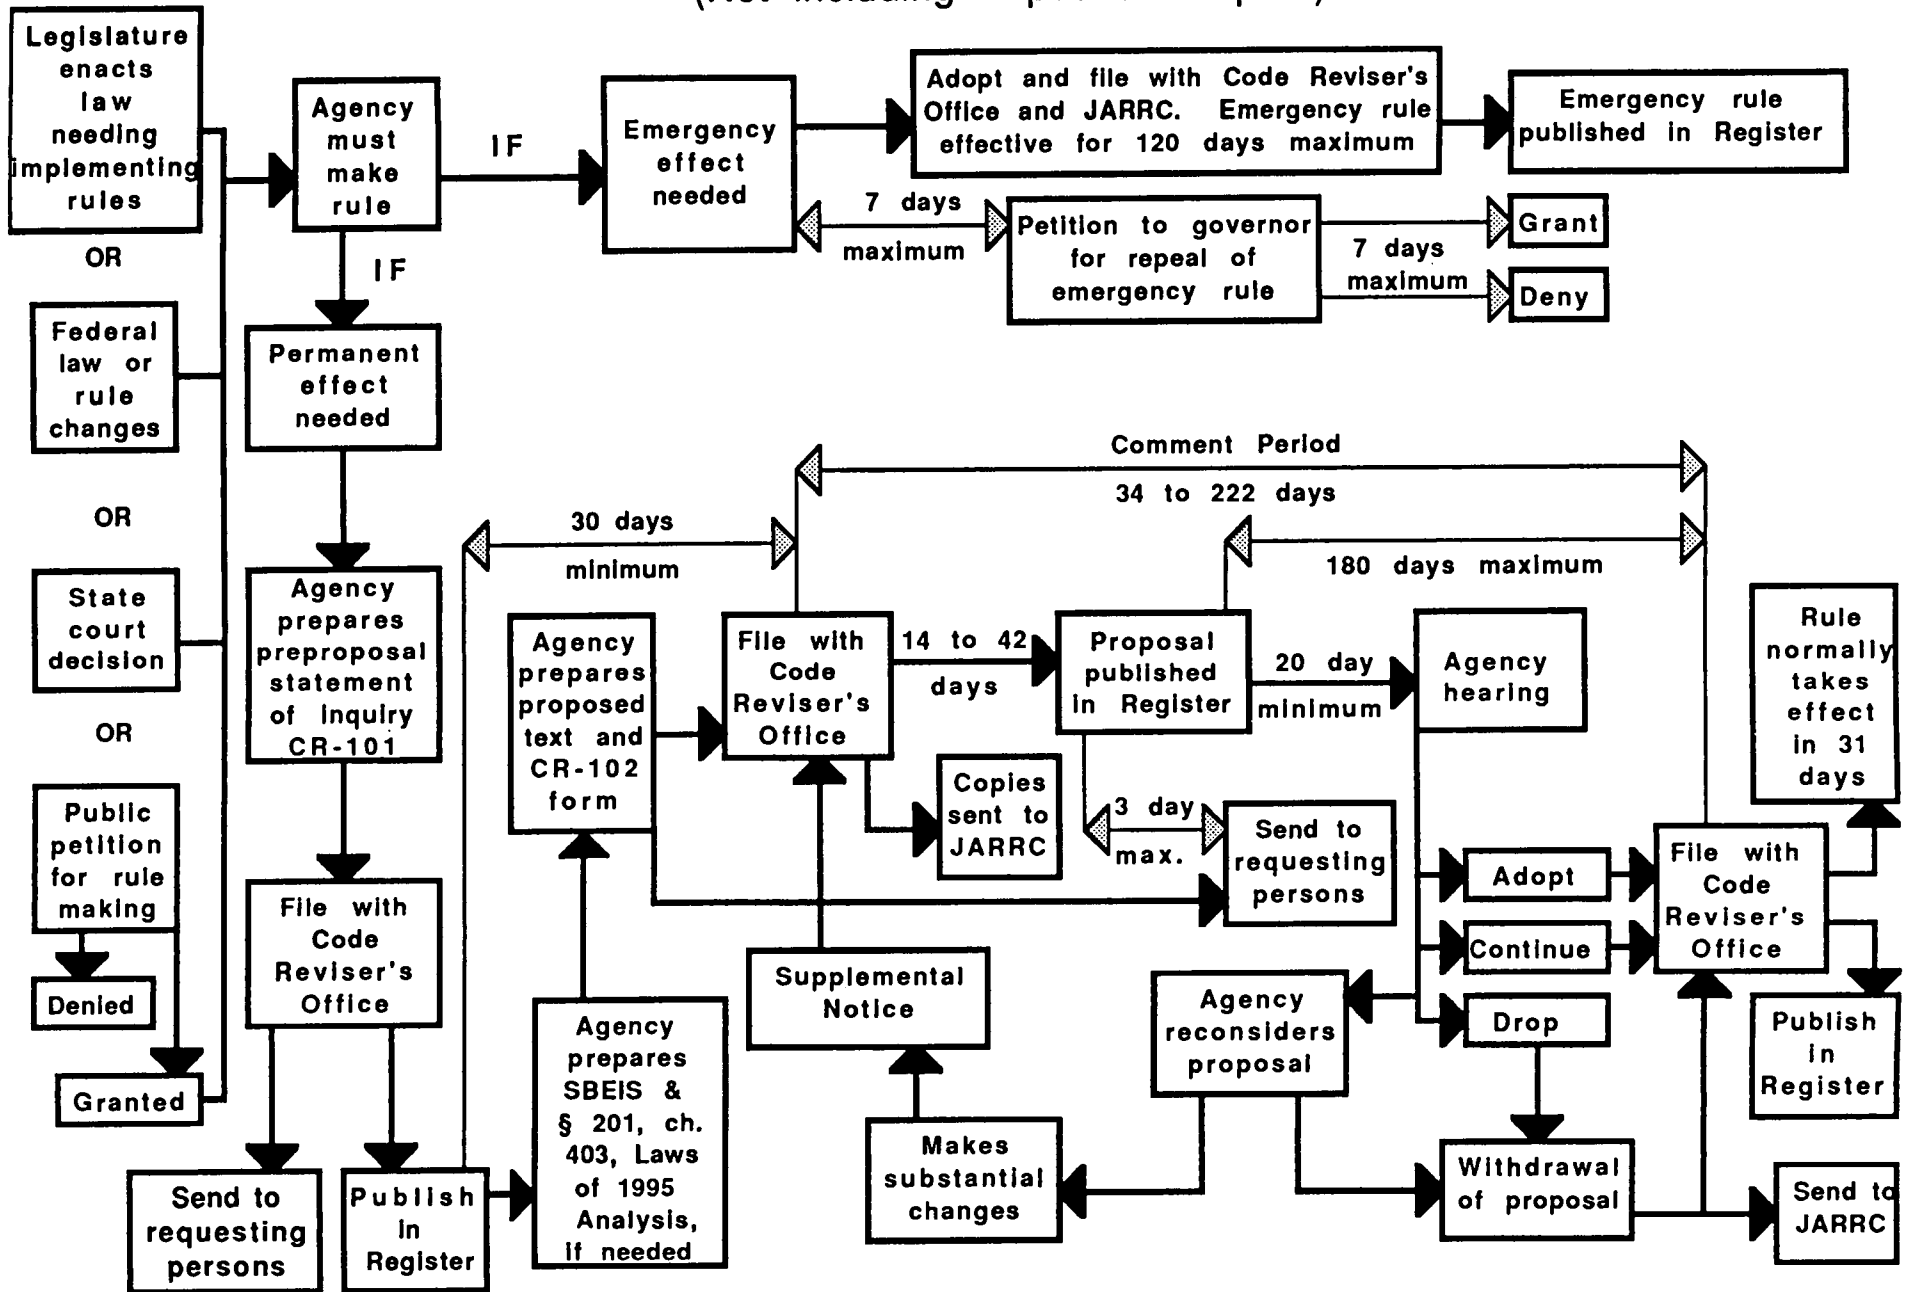 Legislature
enacts
law
needing
implementing
rules
OR
Federal
law or
rule
changes
OR
State
court
decision
OR
Public
petition
for rule
making
Denied
Granted
Agency
must
make
rule
IF
IF
Emergency
effect
needed
Adopt and file with Code Reviser's
Office and JARRC. Emergency rule
effective for 120 days maximum
Emergency rule
published in Register
7 days
maximum
Petition to governor
for repeal of
emergency rule
7 days
maximum
Grant
Deny
Permanent
effect
needed
Agency
prepares
preproposal
statement
of inquiry
CR-101
File with
Code
Reviser's
Office
Send to
requesting
persons
Publish
in
Register
30 days
minimum
Agency
prepares
SBEIS &
§ 201, ch.
403, Laws
of 1995
Analysis,
if needed
Agency
prepares
proposed
text and
CR-102
form
File with
Code
Reviser's
Office
Comment Period
34 to 222 days
14 to 42
days
Copies
sent to
JARRC
Proposal
published
in Register
180 days maximum
20 day
minimum
3 day
max.
Send to
requesting
persons
Agency
hearing
Adopt
Continue
Drop
Agency
reconsiders
proposal
Supplemental
Notice
Makes
substantial
changes
Withdrawal
of proposal
File with
Code
Reviser's
Office
Rule
normally
takes
effect
in 31
days
Publish
in
Register
Send to
JARRC